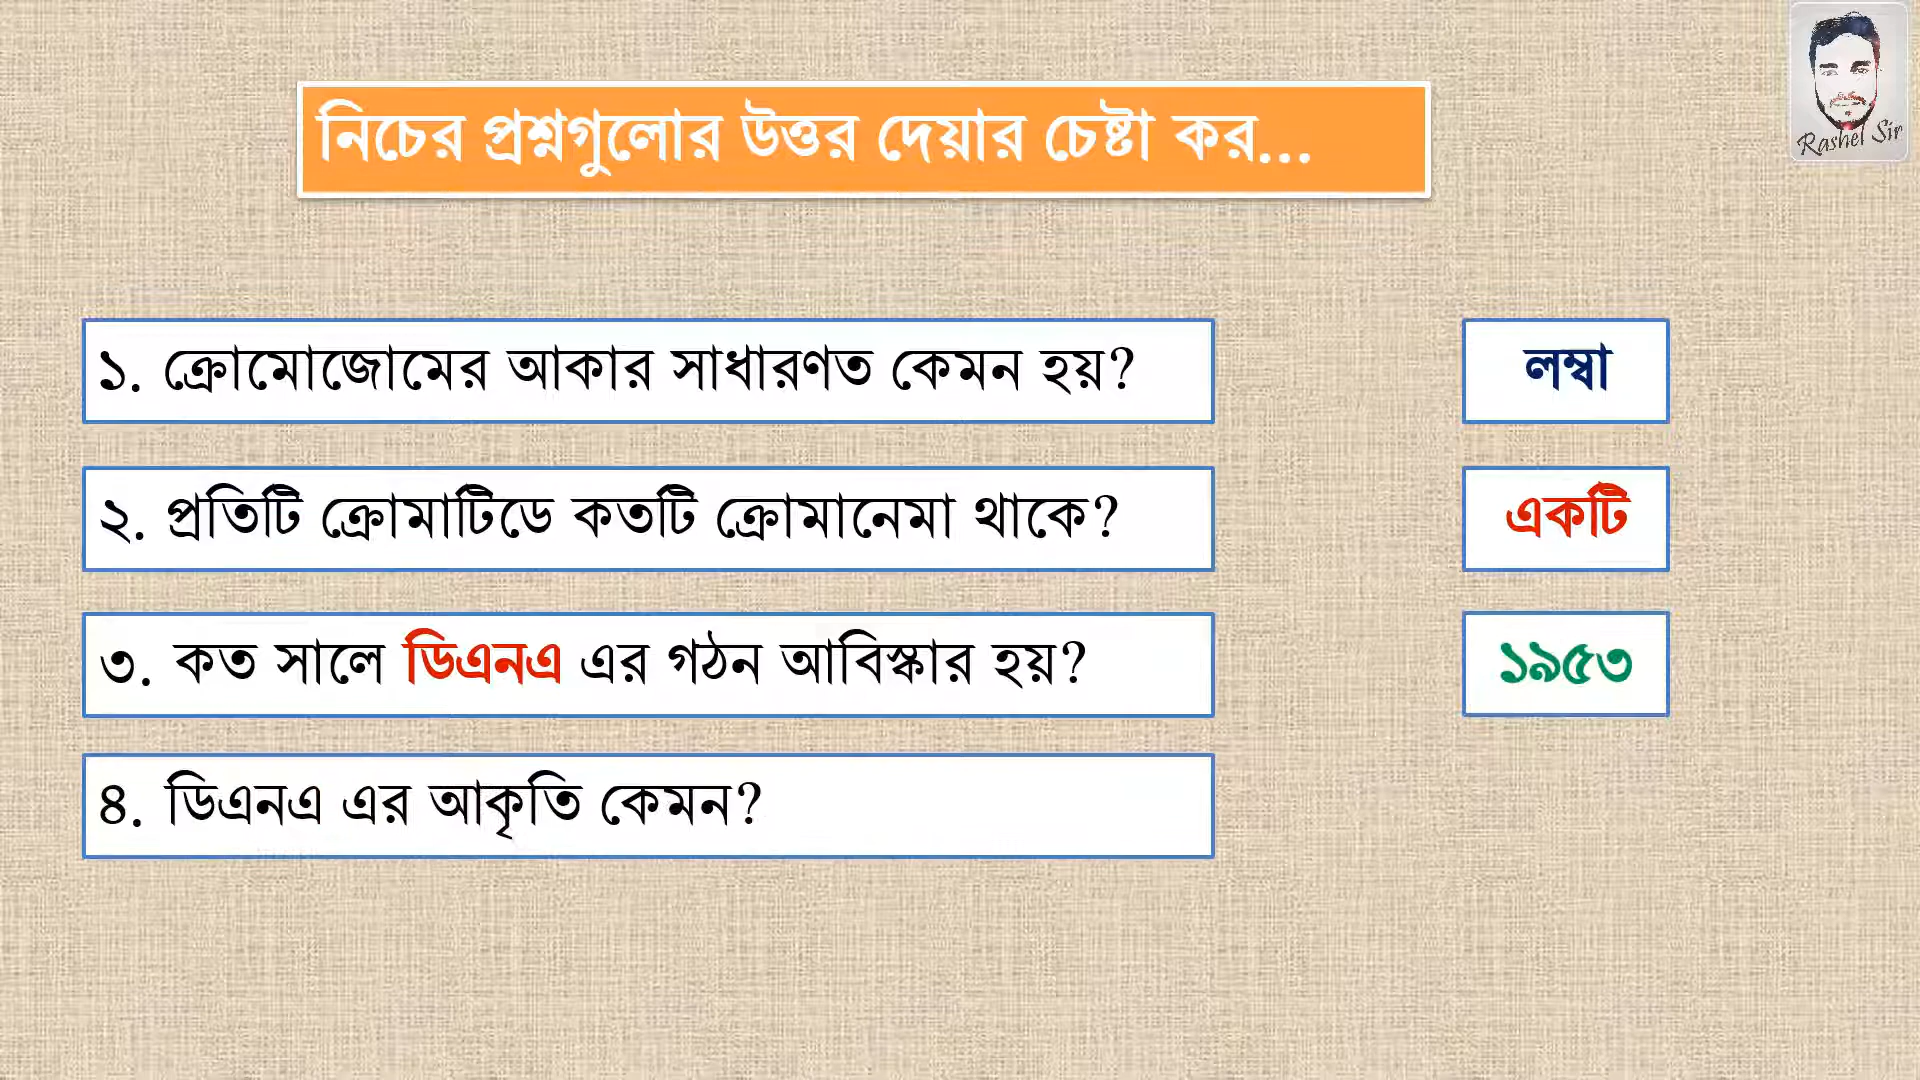 নিচের প্রশ্নগুলোর উত্তর দেয়ার চেষ্টা কর...
Rashel Sir
১. ক্রোমোজোমের আকার সাধারণত কেমন হয়?
লম্বা
২. প্রতিটি ক্রোমাটিডে কতটি ক্রোমানেমা থাকে?
একটি
৩. কত সালে ডিএনএ এর গঠন আবিস্কার হয়?
১৯৫৩
৪. ডিএনএ এর আকৃতি কেমন?